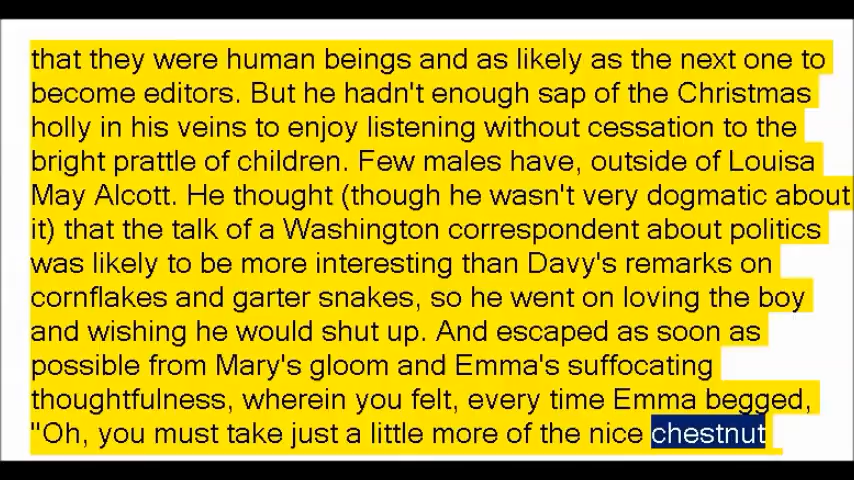 that they were human beings and as likely as the next one to
become editors. But he hadn't enough sap of the Christmas
holly in his veins to enjoy listening without cessation to the
bright prattle of children. Few males have, outside of Louisa
May Alcott. He thought (though he wasn't very dogmatic about
it) that the talk of a Washington correspondent about politics
was likely to be more interesting than Davy's remarks on
cornflakes and garter snakes, so he went on loving the boy
and wishing he would shut up. And escaped as soon as
possible from Mary's gloom and Emma's suffocating
thoughtfulness, wherein you felt, every time Emma begged,
"Oh, you must take just a little more of the nice chestnut